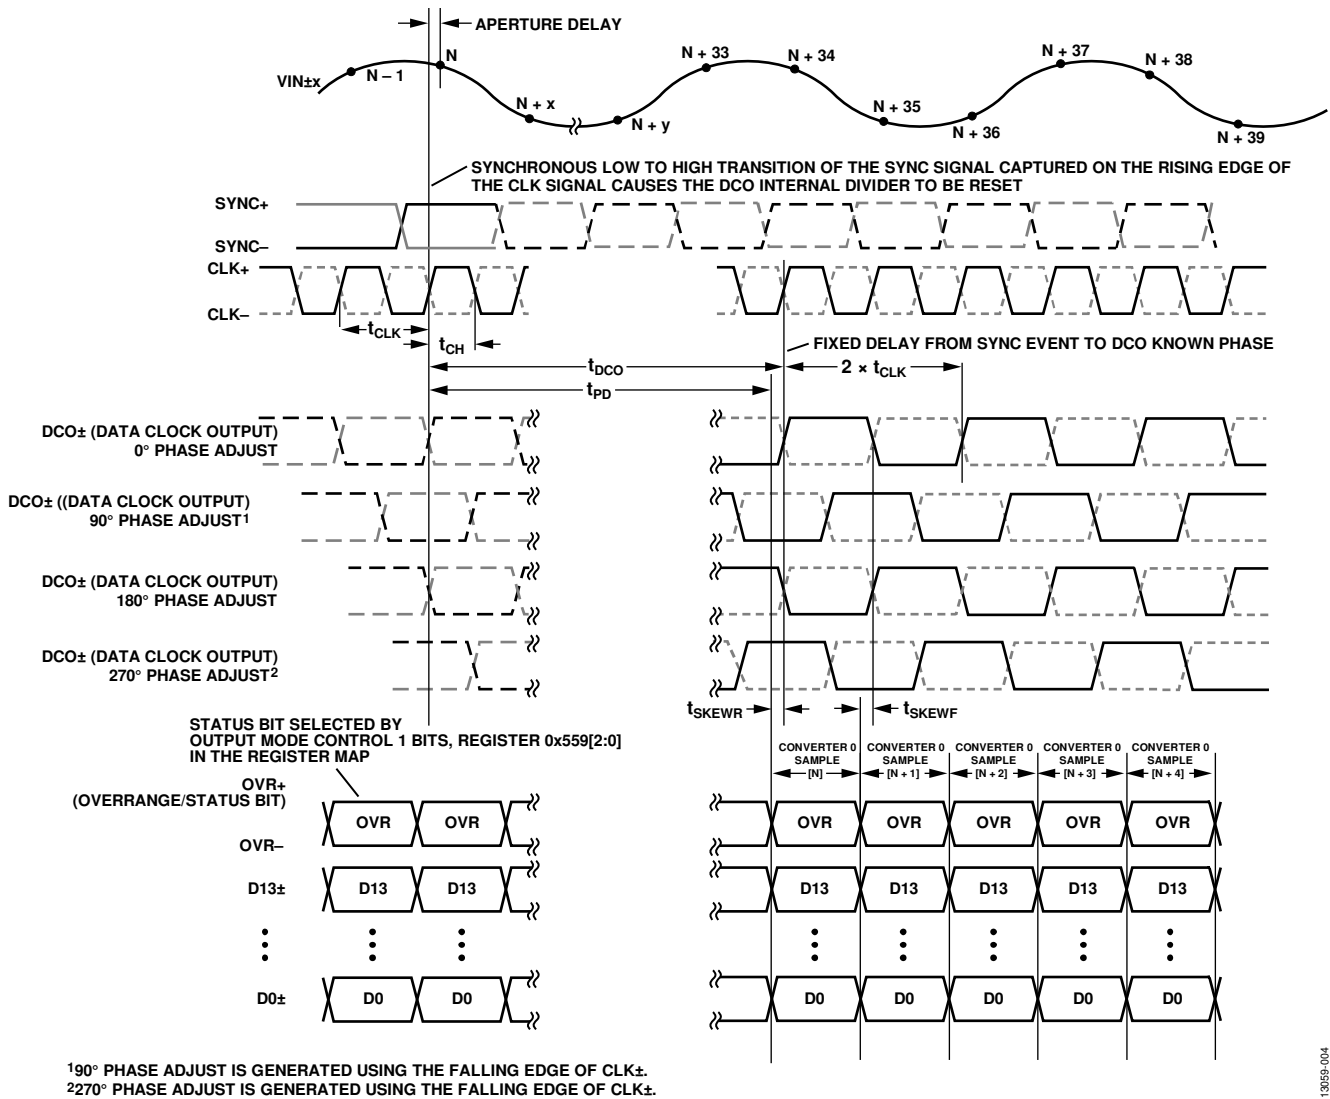 APERTURE DELAY
VIN±x
N – 1
N
N + x
N + y
N + 33
N + 34
N + 35
N + 36
N + 37
N + 38
N + 39
SYNCHRONOUS LOW TO HIGH TRANSITION OF THE SYNC SIGNAL CAPTURED ON THE RISING EDGE OF
THE CLK SIGNAL CAUSES THE DCO INTERNAL DIVIDER TO BE RESET
SYNC+
SYNC–
CLK+
CLK–
tCLK
tCH
FIXED DELAY FROM SYNC EVENT TO DCO KNOWN PHASE
tDCO
2 × tCLK
tPD
DCO± (DATA CLOCK OUTPUT)
0° PHASE ADJUST
DCO± ((DATA CLOCK OUTPUT)
90° PHASE ADJUST1
DCO± (DATA CLOCK OUTPUT)
180° PHASE ADJUST
DCO± (DATA CLOCK OUTPUT)
270° PHASE ADJUST2
tSKEWR
tSKEWF
STATUS BIT SELECTED BY
OUTPUT MODE CONTROL 1 BITS, REGISTER 0x559[2:0]
IN THE REGISTER MAP
CONVERTER 0 CONVERTER 0 CONVERTER 0 CONVERTER 0 CONVERTER 0
SAMPLE SAMPLE SAMPLE SAMPLE SAMPLE
[N] [N + 1] [N + 2] [N + 3] [N + 4]
OVR+
(OVERRANGE/STATUS BIT)
OVR OVR OVR OVR OVR OVR OVR
OVR–
D13± D13 D13 D13 D13 D13 D13 D13
D0± D0 D0 D0 D0 D0 D0 D0
190° PHASE ADJUST IS GENERATED USING THE FALLING EDGE OF CLK±.
2270° PHASE ADJUST IS GENERATED USING THE FALLING EDGE OF CLK±.
13059-004